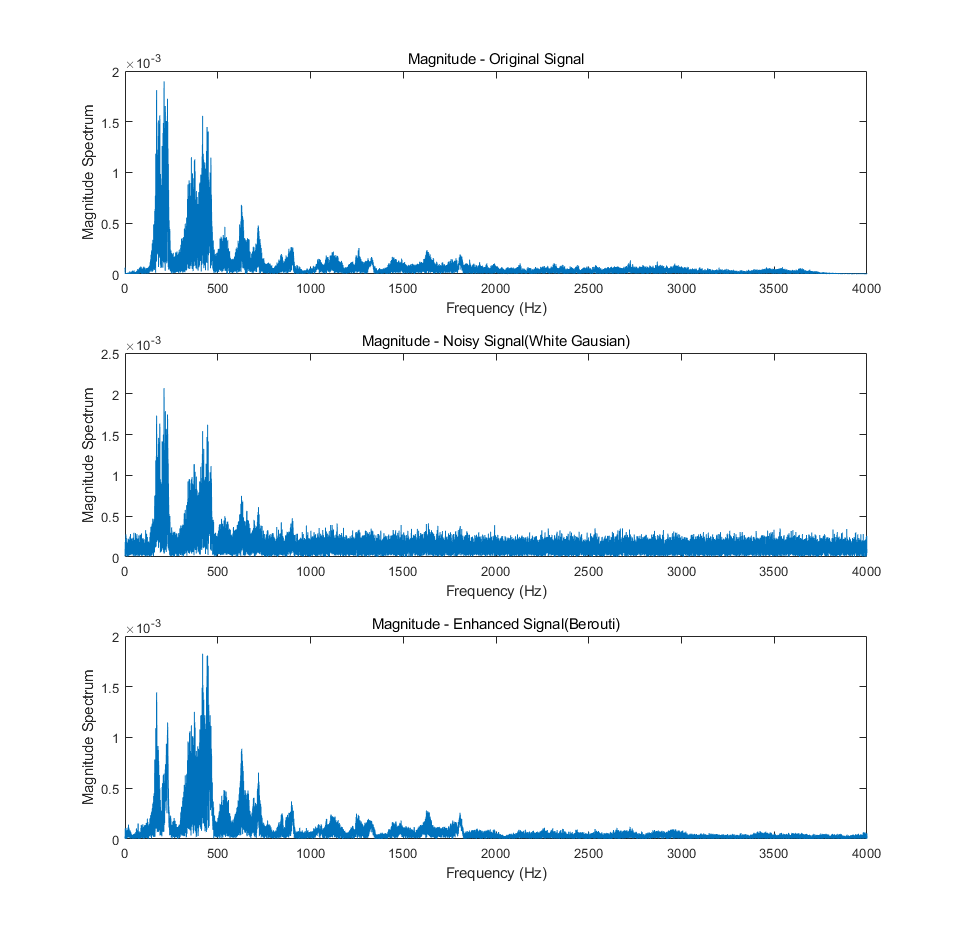 Magnitude - Original Signal
×10-3
Magnitude Spectrum
2
1.5
1
0.5
0
0 500 1000 1500 2000 2500 3000 3500 4000
Frequency (Hz)
Magnitude - Noisy Signal(White Gausian)
×10-3
Magnitude Spectrum
2.5
2
1.5
1
0.5
0
0 500 1000 1500 2000 2500 3000 3500 4000
Frequency (Hz)
Magnitude - Enhanced Signal(Berouti)
×10-3
Magnitude Spectrum
2
1.5
1
0.5
0
0 500 1000 1500 2000 2500 3000 3500 4000
Frequency (Hz)